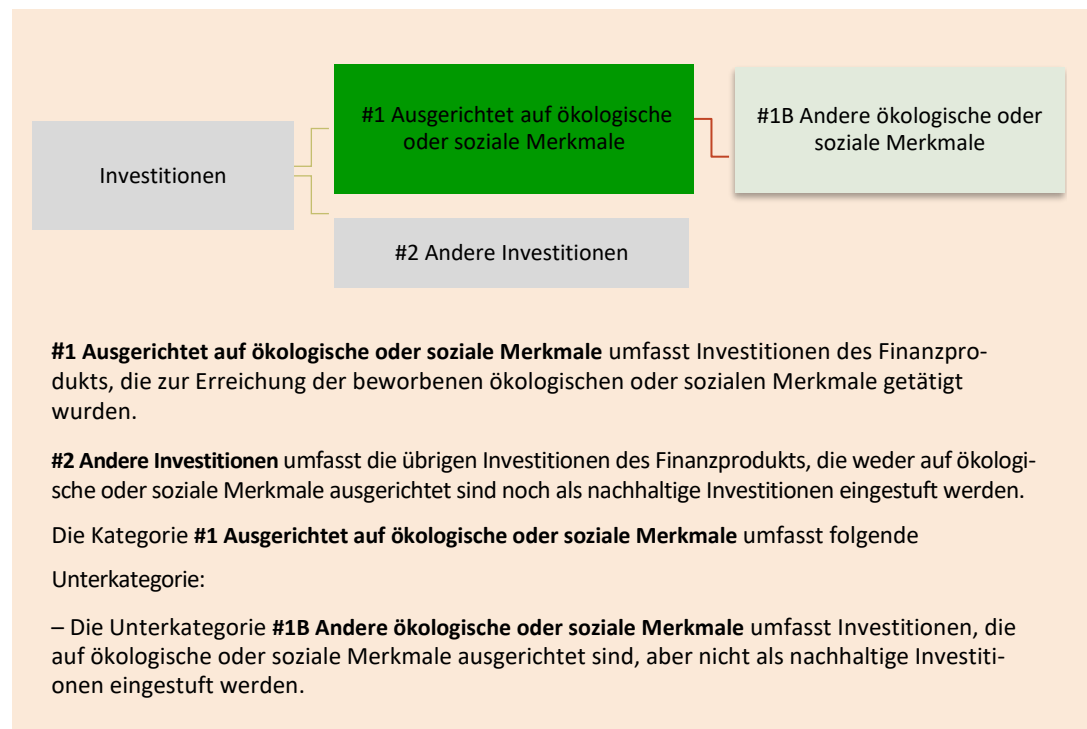 #1 Ausgerichtet auf ökologische
oder soziale Merkmale
#1B Andere ökologische oder
soziale Merkmale
Investitionen
#2 Andere Investitionen
#1 Ausgerichtet auf ökologische oder soziale Merkmale umfasst Investitionen des Finanzpro-
dukts, die zur Erreichung der beworbenen ökologischen oder sozialen Merkmale getätigt
wurden.
#2 Andere Investitionen umfasst die übrigen Investitionen des Finanzprodukts, die weder auf ökologi-
sche oder soziale Merkmale ausgerichtet sind noch als nachhaltige Investitionen eingestuft werden.
Die Kategorie #1 Ausgerichtet auf ökologische oder soziale Merkmale umfasst folgende
Unterkategorie:
– Die Unterkategorie #1B Andere ökologische oder soziale Merkmale umfasst Investitionen, die
auf ökologische oder soziale Merkmale ausgerichtet sind, aber nicht als nachhaltige Investiti-
onen eingestuft werden.